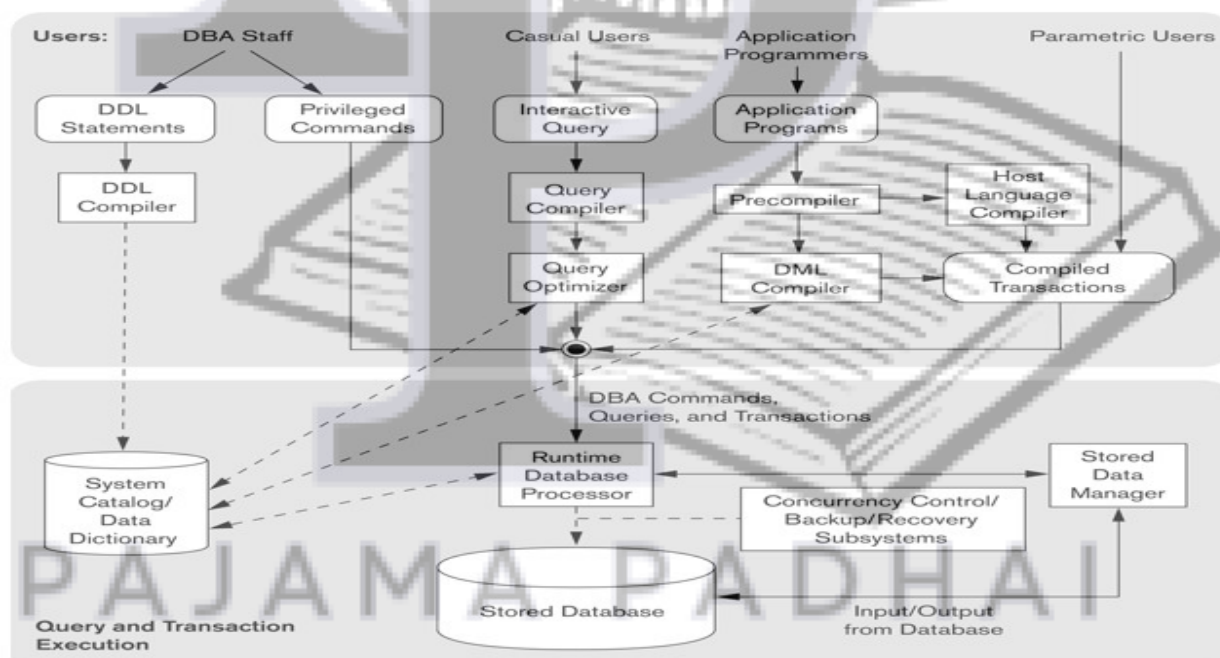 Users:
DBA Staff
Casual Users
Application
Programmers
Parametric Users
DDL
Statements
Privileged
Commands
Interactive
Query
Application
Programs
DDL
Compiler
Query
Compiler
Precompiler
Host
Language
Compiler
Query
Optimizer
DML
Compiler
Compiled
Transactions
DBA Commands,
Queries, and Transactions
System
Catalog/
Data
Dictionary
Runtime
Database
Processor
Stored
Data
Manager
Concurrency Control/
Backup/Recovery
Subsystems
PAJAMA PADHAI
Stored Database
Input/Output
from Database
Query and Transaction
Execution